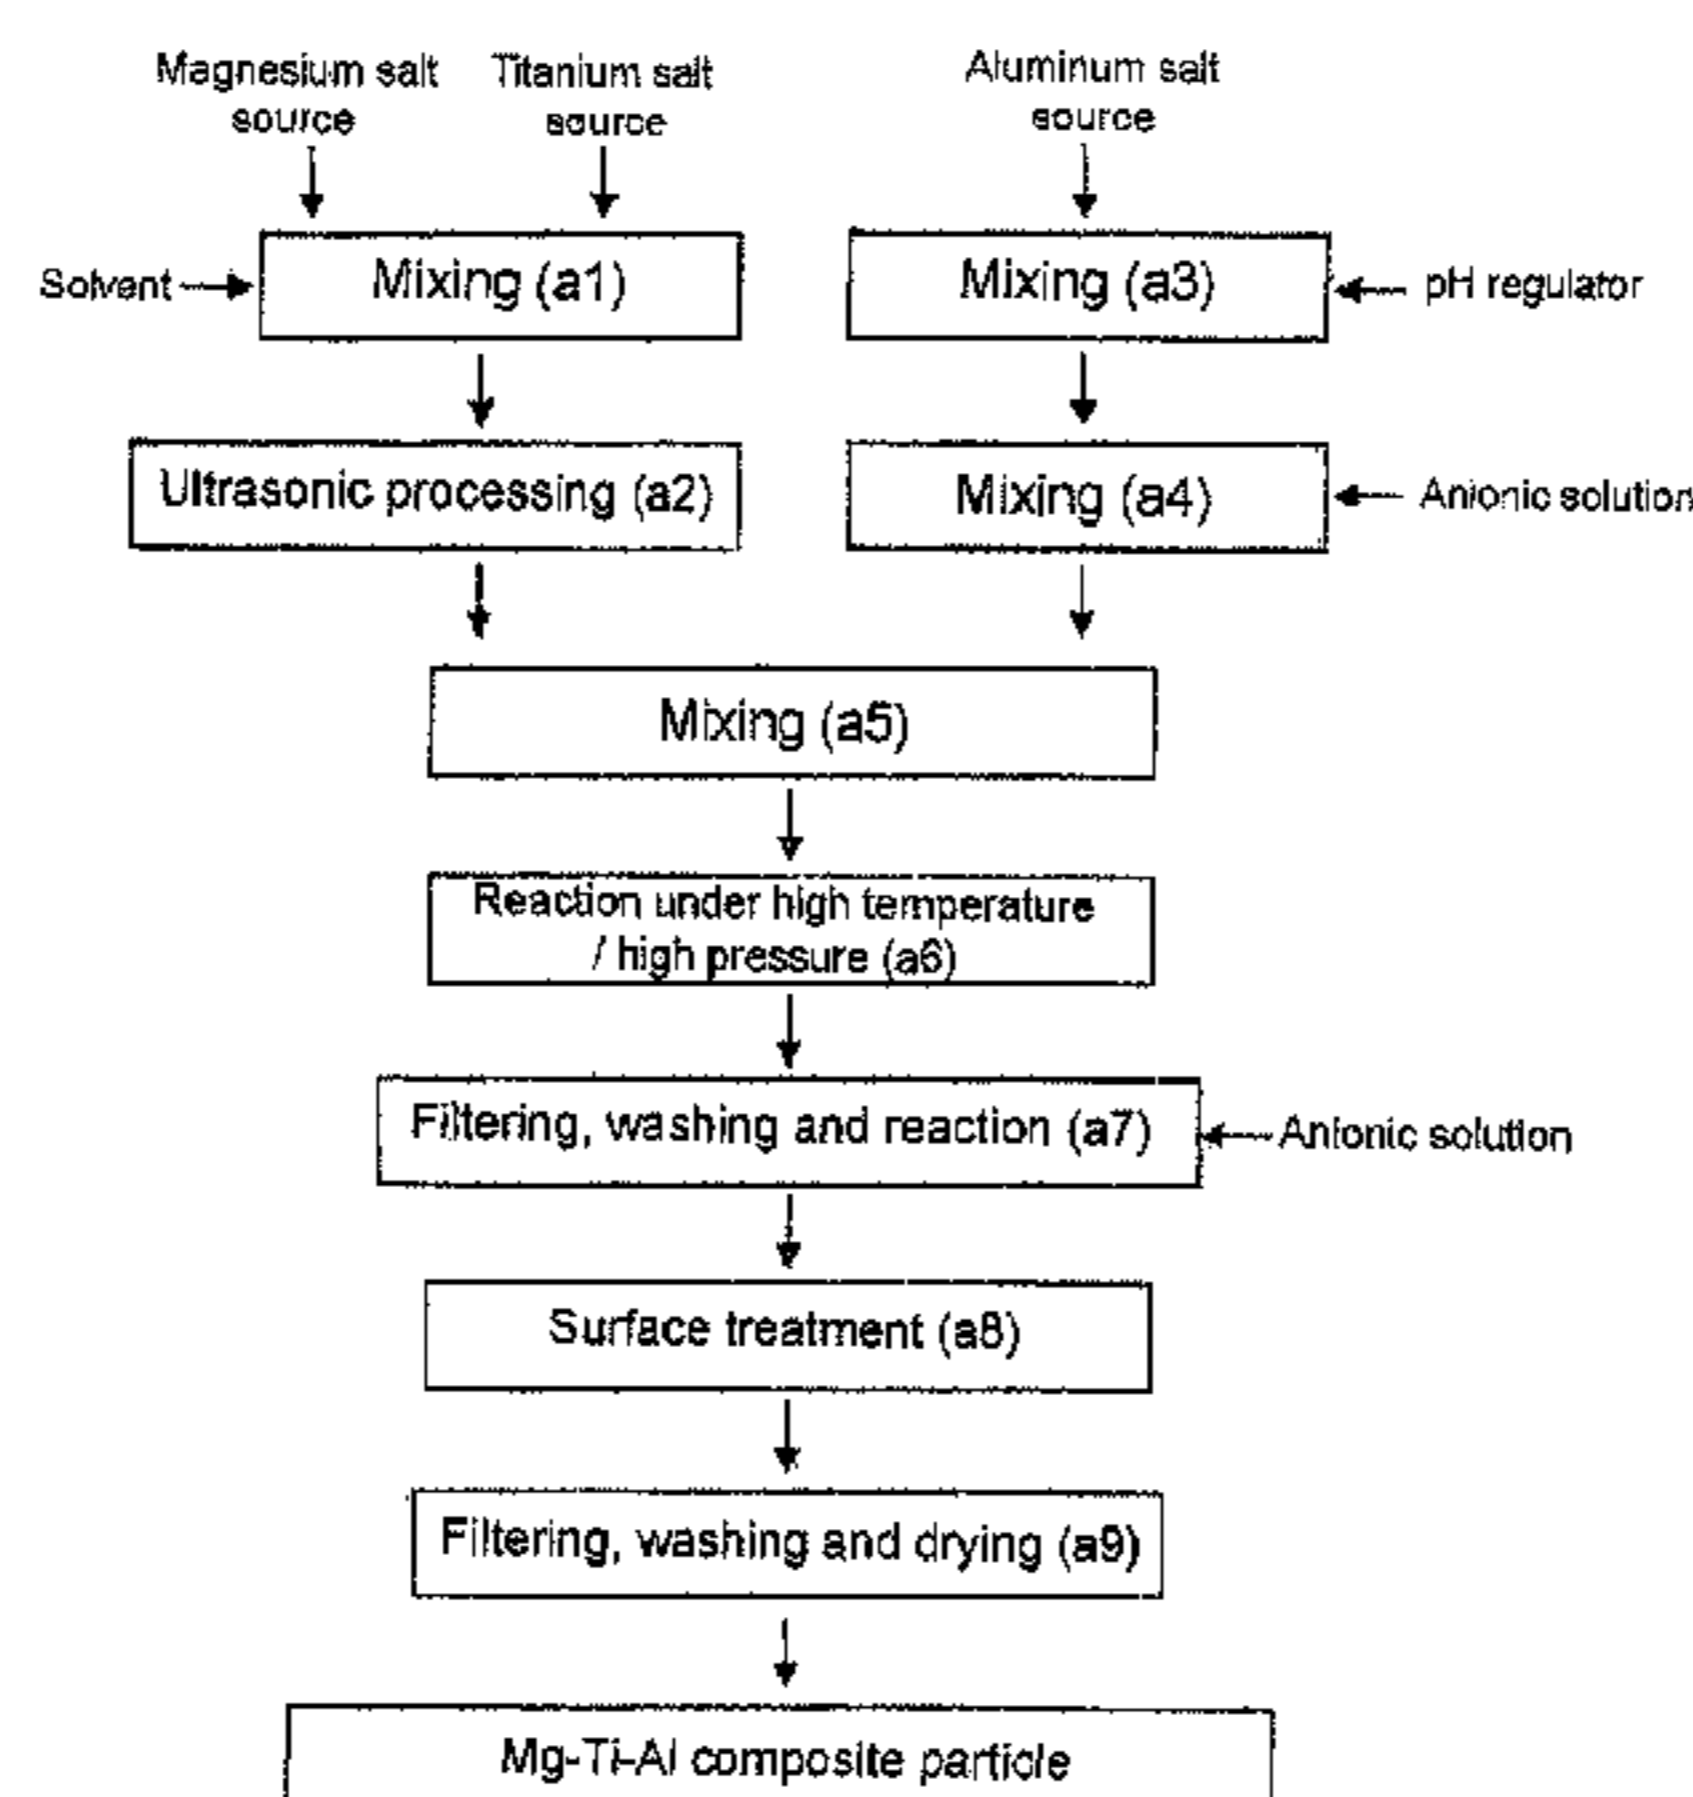 Magnesium salt
source
Titanium salt
source
Aluminum salt
source
Solvent
Mixing (a1)
Mixing (a3)
pH regulator
Ultrasonic processing (a2)
Mixing (a4)
Anionic solution
Mixing (a5)
Reaction under high temperature
/ high pressure (a6)
Filtering, washing and reaction (a7)
Anionic solution
Surface treatment (a8)
Filtering, washing and drying (a9)
Mg-Ti-Al composite particle